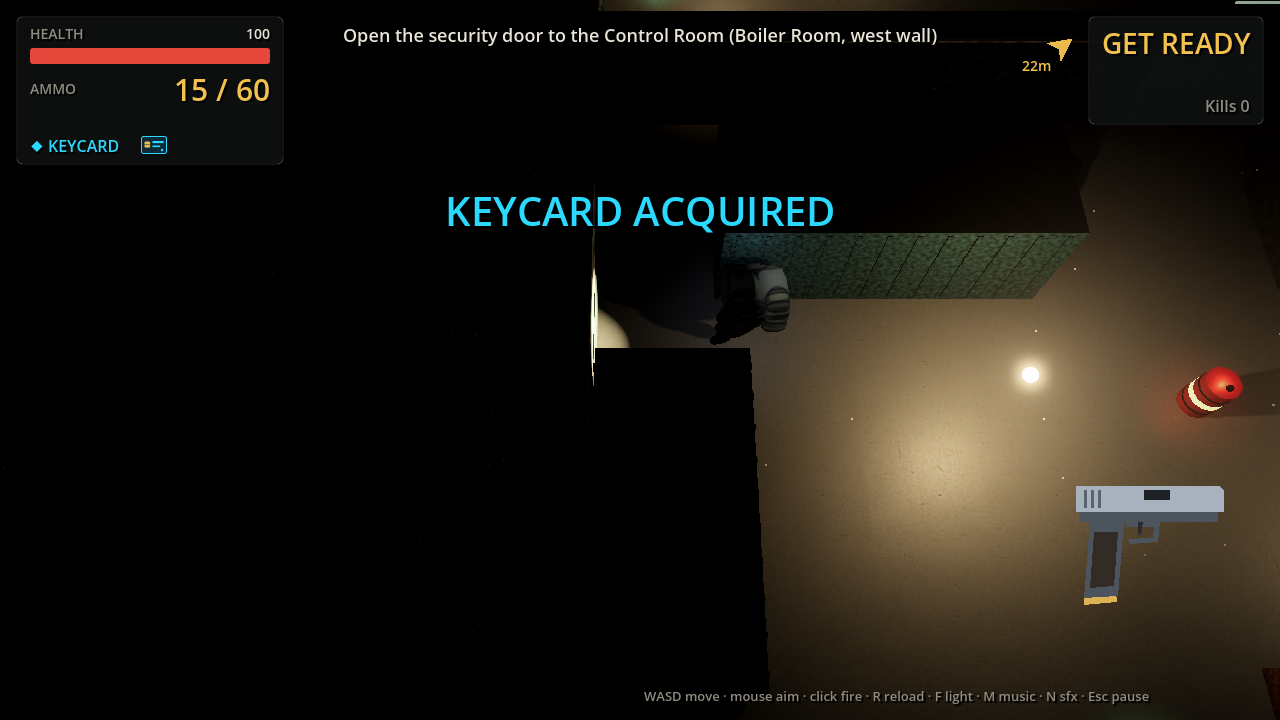 HEALTH 100
AMMO 15 / 60
KEYCARD
Open the security door to the Control Room (Boiler Room, west wall)
22m
GET READY
Kills 0
KEYCARD ACQUIRED
WASD move · mouse aim · click fire · R reload · F light · M music · N sfx · Esc pause